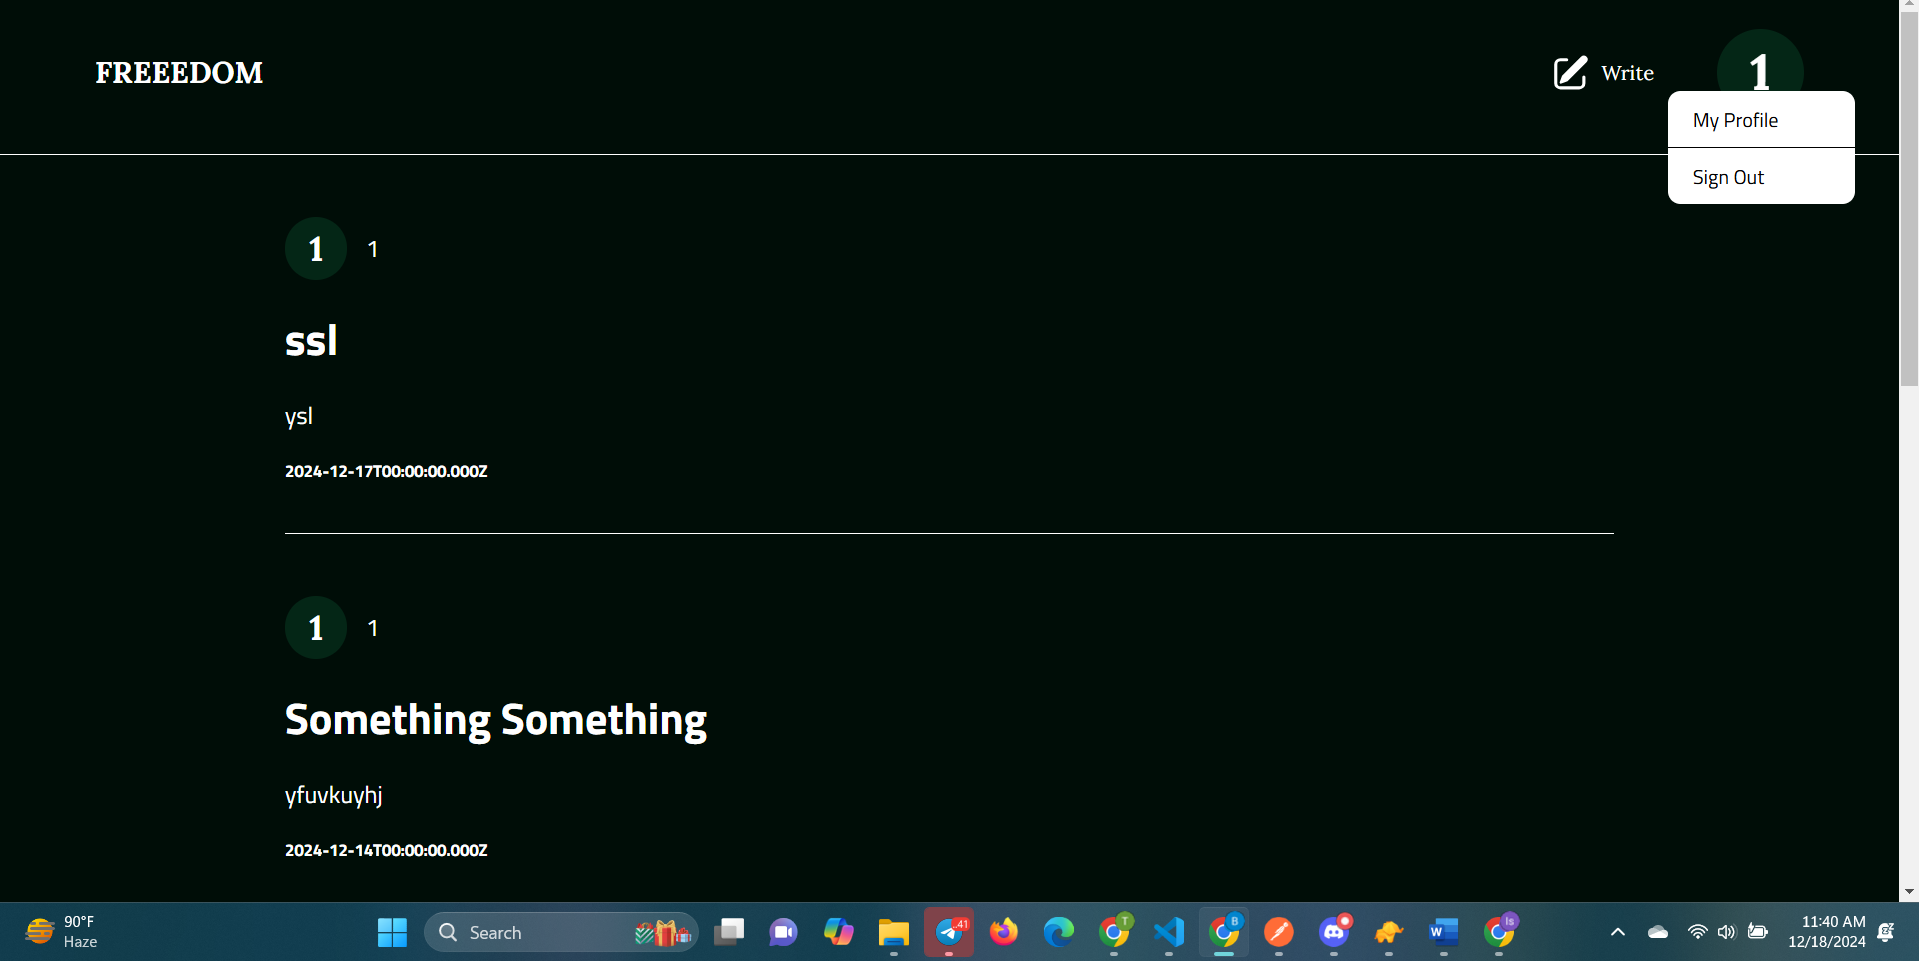 FREEEDOM
Write
1
My Profile
Sign Out
1 1
ssl
ysl
2024-12-17T00:00:00.000Z
1 1
Something Something
yfuvkuyhj
2024-12-14T00:00:00.000Z
90°F
Haze
Search
41
T
B
Is
11:40 AM
12/18/2024